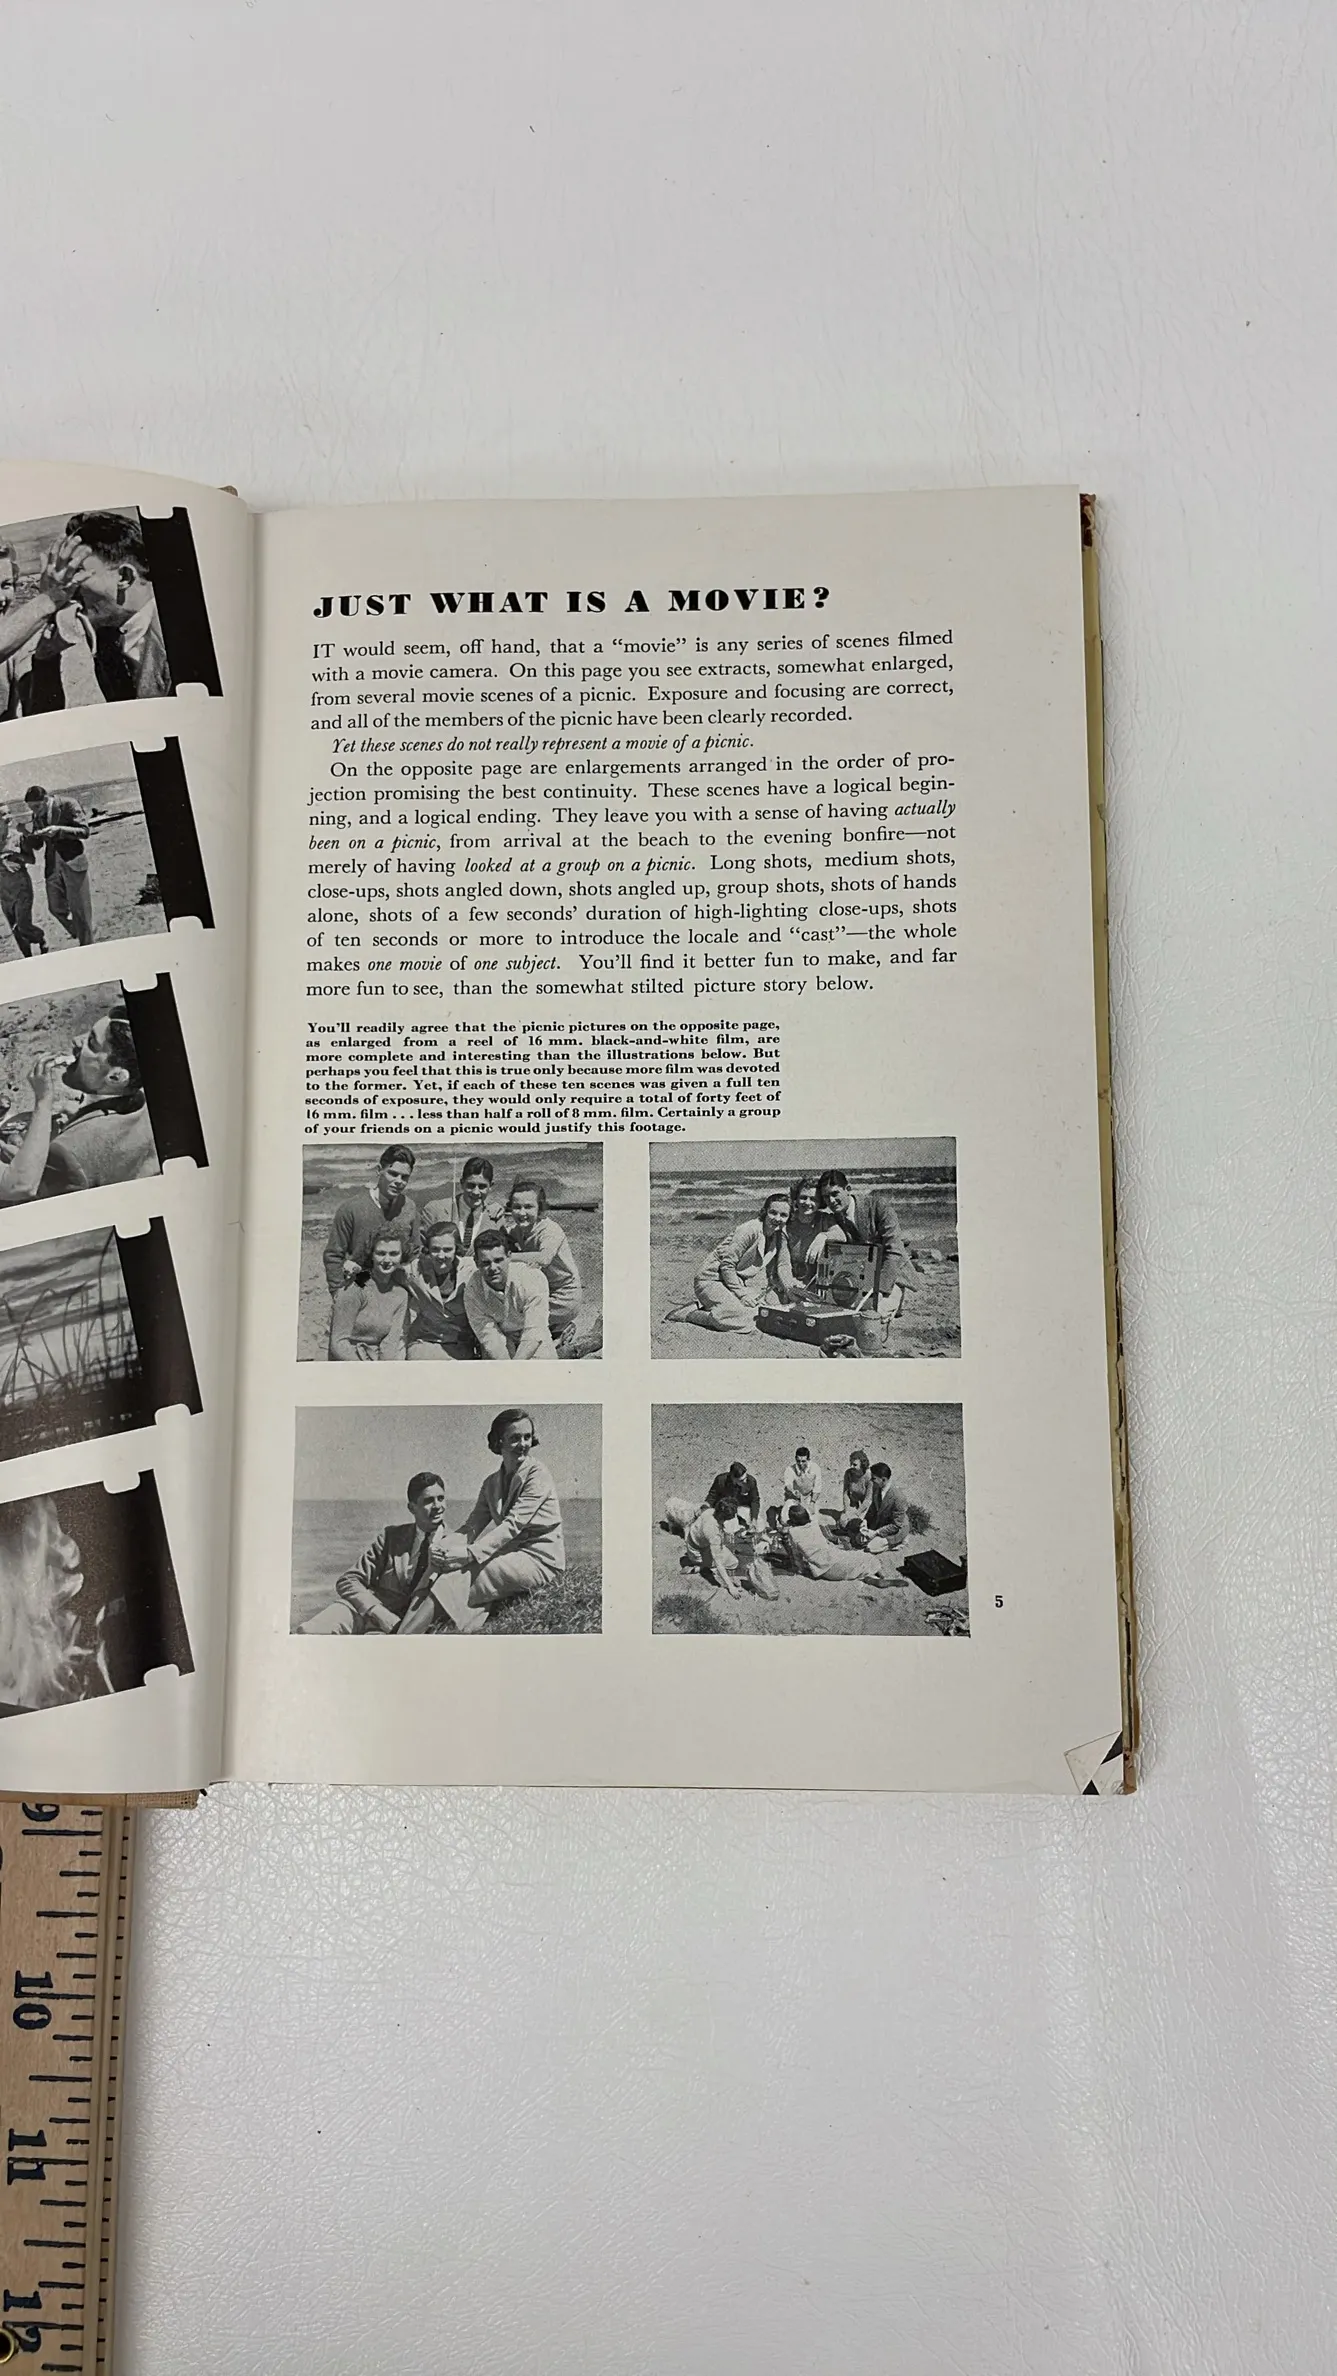 JUST WHAT IS A MOVIE?
IT would seem, off hand, that a “movie” is any series of scenes filmed
with a movie camera. On this page you see extracts, somewhat enlarged,
from several movie scenes of a picnic. Exposure and focusing are correct,
and all of the members of the picnic have been clearly recorded.
Yet these scenes do not really represent a movie of a picnic.
On the opposite page are enlargements arranged in the order of pro-
jection promising the best continuity. These scenes have a logical begin-
ning, and a logical ending. They leave you with a sense of having actually
been on a picnic, from arrival at the beach to the evening bonfire—not
merely of having looked at a group on a picnic. Long shots, medium shots,
close-ups, shots angled down, shots angled up, group shots, shots of hands
alone, shots of a few seconds’ duration of high-lighting close-ups, shots
of ten seconds or more to introduce the locale and “cast”—the whole
makes one movie of one subject. You’ll find it better fun to make, and far
more fun to see, than the somewhat stilted picture story below.
You’ll readily agree that the picnic pictures on the opposite page,
as enlarged from a reel of 16 mm. black-and-white film, are
more complete and interesting than the illustrations below. But
perhaps you feel that this is true only because more film was devoted
to the former. Yet, if each of these ten scenes was given a full ten
seconds of exposure, they would only require a total of forty feet of
16 mm. film . . . less than half a roll of 8 mm. film. Certainly a group
of your friends on a picnic would justify this footage.
5
9
10
11
12